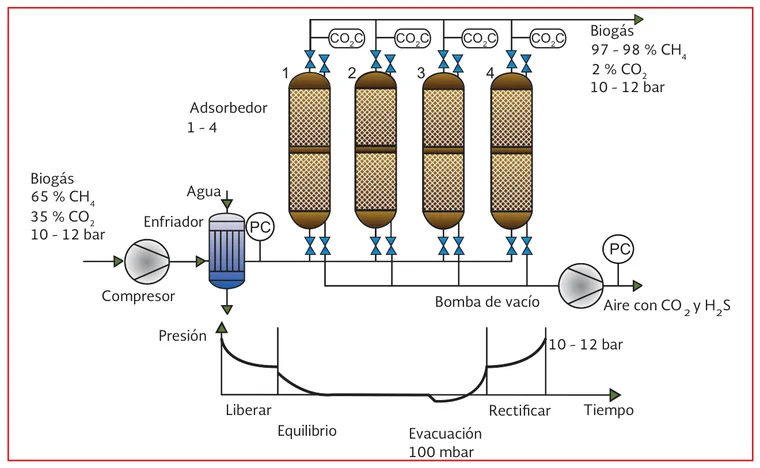 CO2C
CO2C
CO2C
CO2C
Biogás
97 - 98 % CH4
2 % CO2
10 - 12 bar
1
2
3
4
Adsorbedor
1 - 4
Biogás
65 % CH4
35 % CO2
10 - 12 bar
Agua
Enfriador
PC
PC
Compresor
Bomba de vacío
Aire con CO2 y H2S
Presión
10 - 12 bar
Liberar
Rectificar
Tiempo
Equilibrio
Evacuación
100 mbar